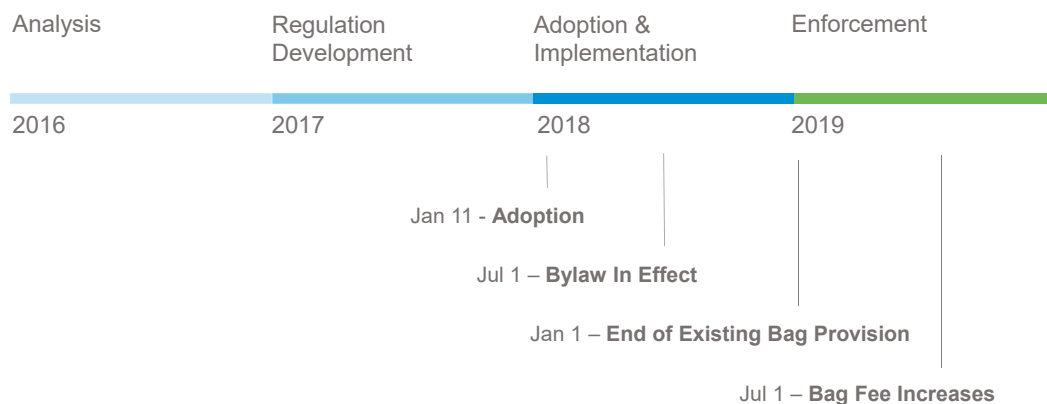 Analysis
Regulation
Development
Adoption &
Implementation
Enforcement
2016
2017
2018
2019
Jan 11 - Adoption
Jul 1 – Bylaw In Effect
Jan 1 – End of Existing Bag Provision
Jul 1 – Bag Fee Increases